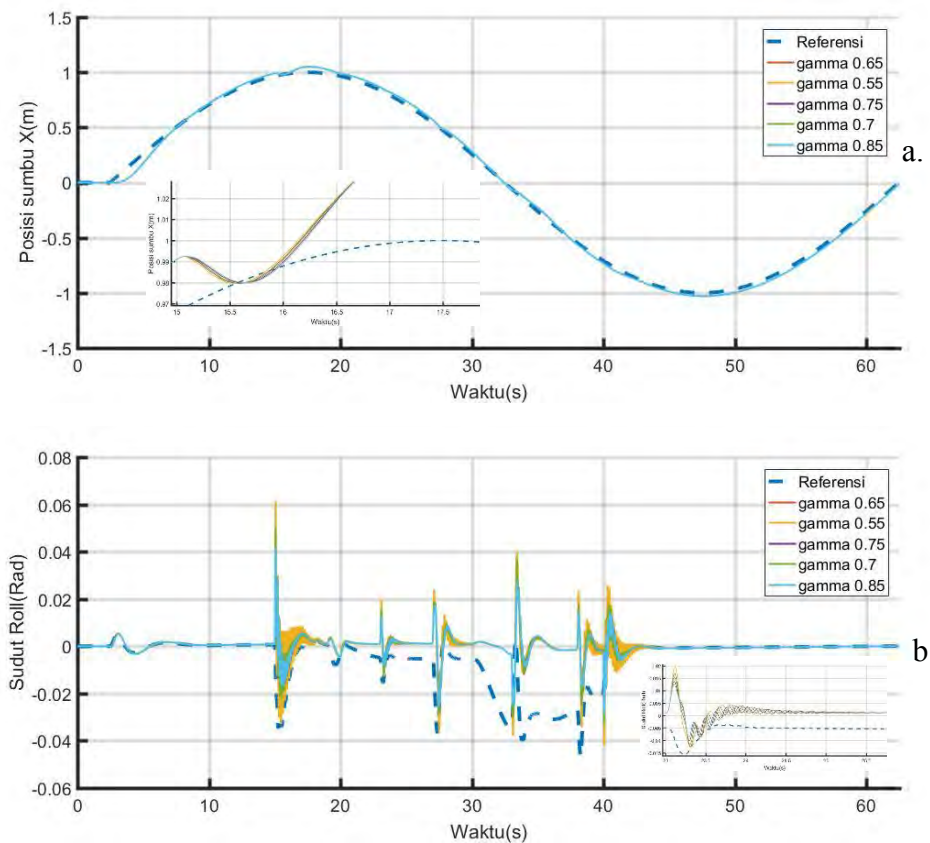 1.5
1
0.5
0
-0.5
-1
-1.5
Posisi sumbu X(m)
0 10 20 30 40 50 60
Waktu(s)
Referensi
gamma 0.65
gamma 0.55
gamma 0.75
gamma 0.7
gamma 0.85
a.
1.02
1.01
1
0.99
0.98
0.97
Posisi sumbu X(m)
15 15.5 16 16.5 17 17.5
Waktu(s)
0.08
0.06
0.04
0.02
0
-0.02
-0.04
-0.06
Sudut Roll(Rad)
0 10 20 30 40 50 60
Waktu(s)
Referensi
gamma 0.65
gamma 0.55
gamma 0.75
gamma 0.7
gamma 0.85
b
Waktu(s)